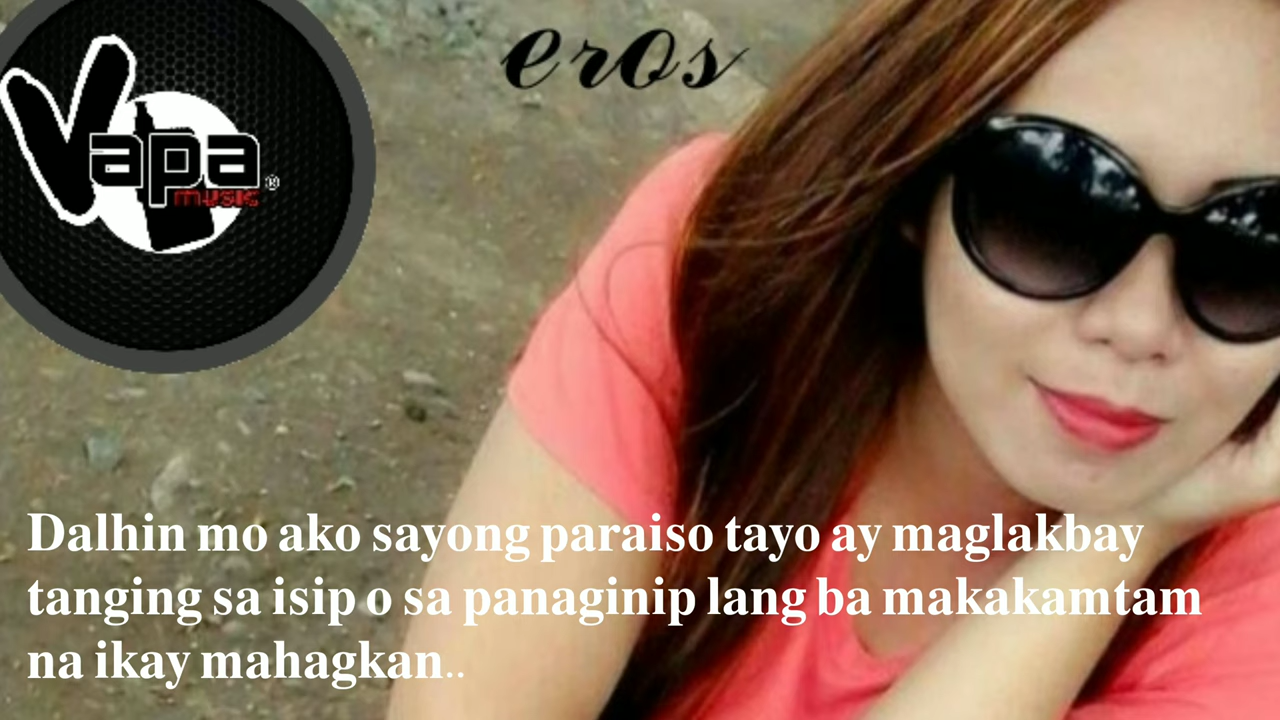 eros
Vapa
music®
Dalhin mo ako sayong paraiso tayo ay maglakbay
tanging sa isip o sa panaginip lang ba makakamtam
na ikay mahagkan..